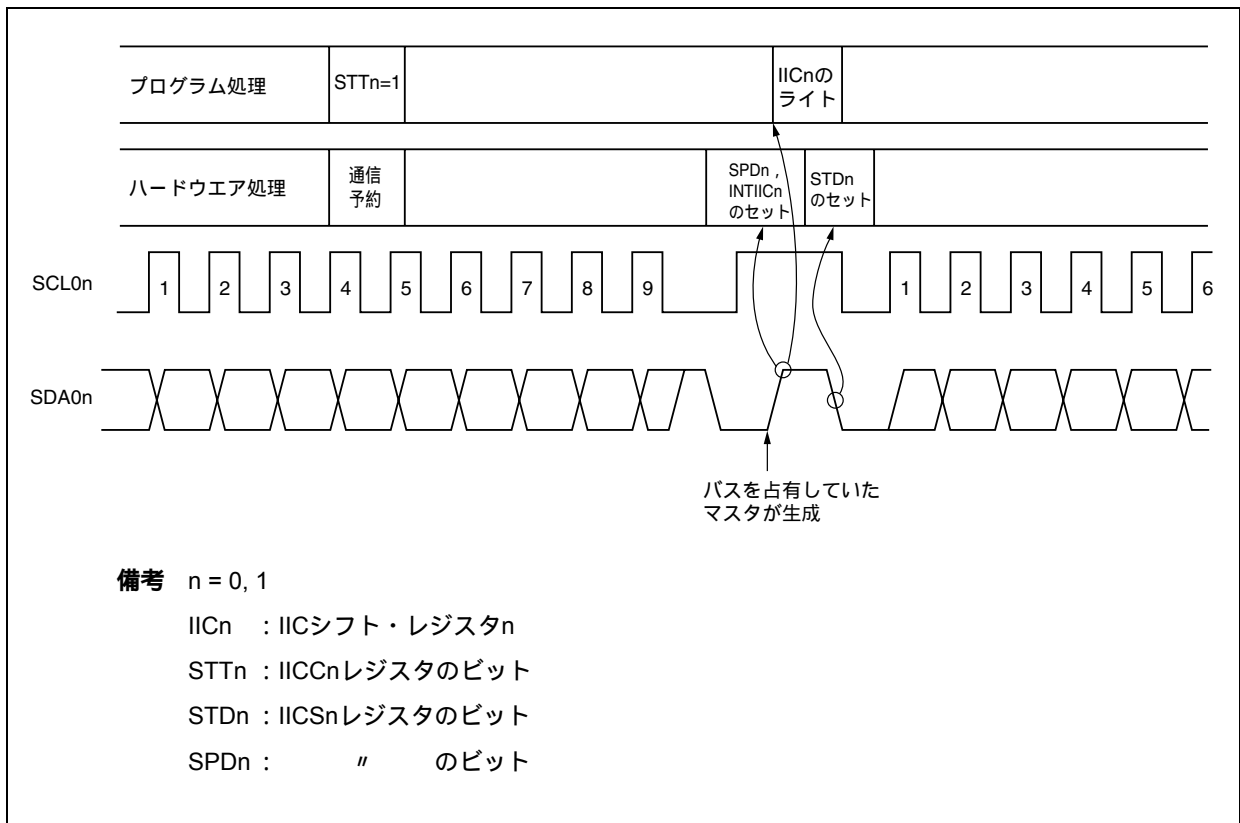 プログラム処理
STTn=1
IICnの
ライト
ハードウエア処理
通信
予約
SPDn ,
INTIICn
のセット
STDn
のセット
SCL0n
1 2 3 4 5 6 7 8 9 1 2 3 4 5 6
SDA0n
バスを占有していた
マスタが生成
備考 n = 0, 1
IICn :IICシフト・レジスタn
STTn :IICCnレジスタのビット
STDn :IICSnレジスタのビット
SPDn : 〃 のビット